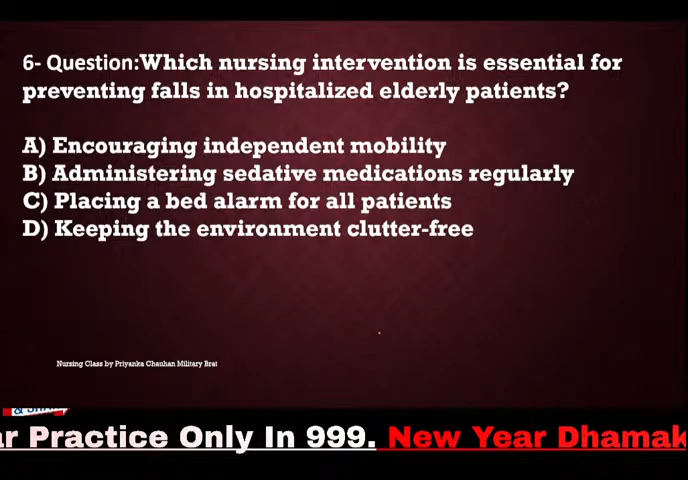 6- Question:Which nursing intervention is essential for
preventing falls in hospitalized elderly patients?
A) Encouraging independent mobility
B) Administering sedative medications regularly
C) Placing a bed alarm for all patients
D) Keeping the environment clutter-free
Nursing Class by Priyanka Chauhan Military Brat
Practice Only In 999. New Year